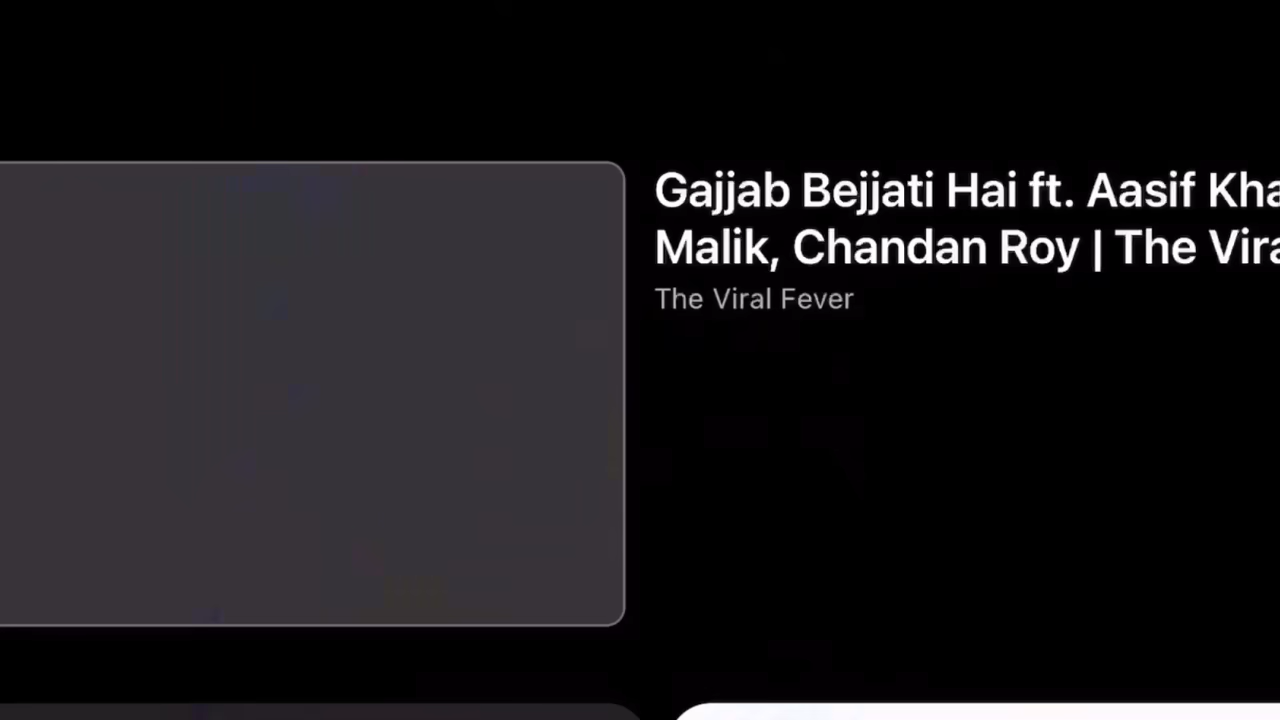 Gajjab Bejjati Hai ft. Aasif Kha
Malik, Chandan Roy | The Vira
The Viral Fever